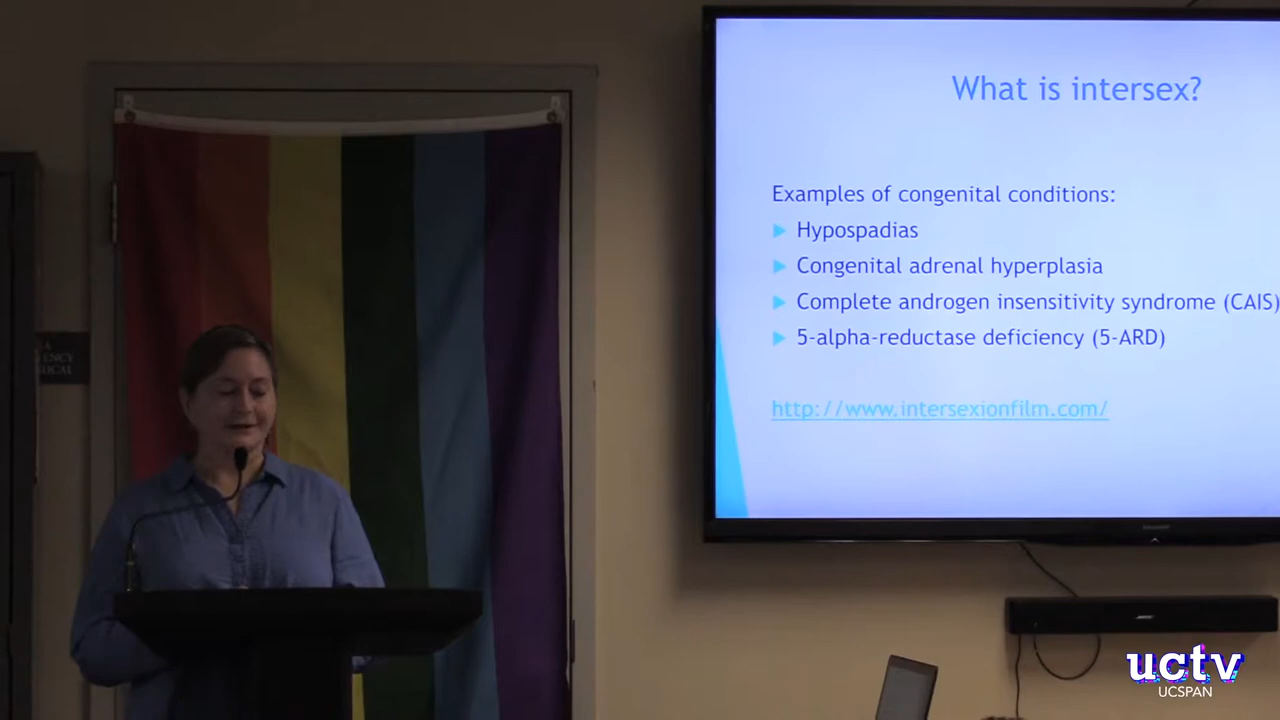 What is intersex?
Examples of congenital conditions:
Hypospadias
Congenital adrenal hyperplasia
Complete androgen insensitivity syndrome (CAIS)
5-alpha-reductase deficiency (5-ARD)
http://www.intersexionfilm.com/
uctv
UCSPAN